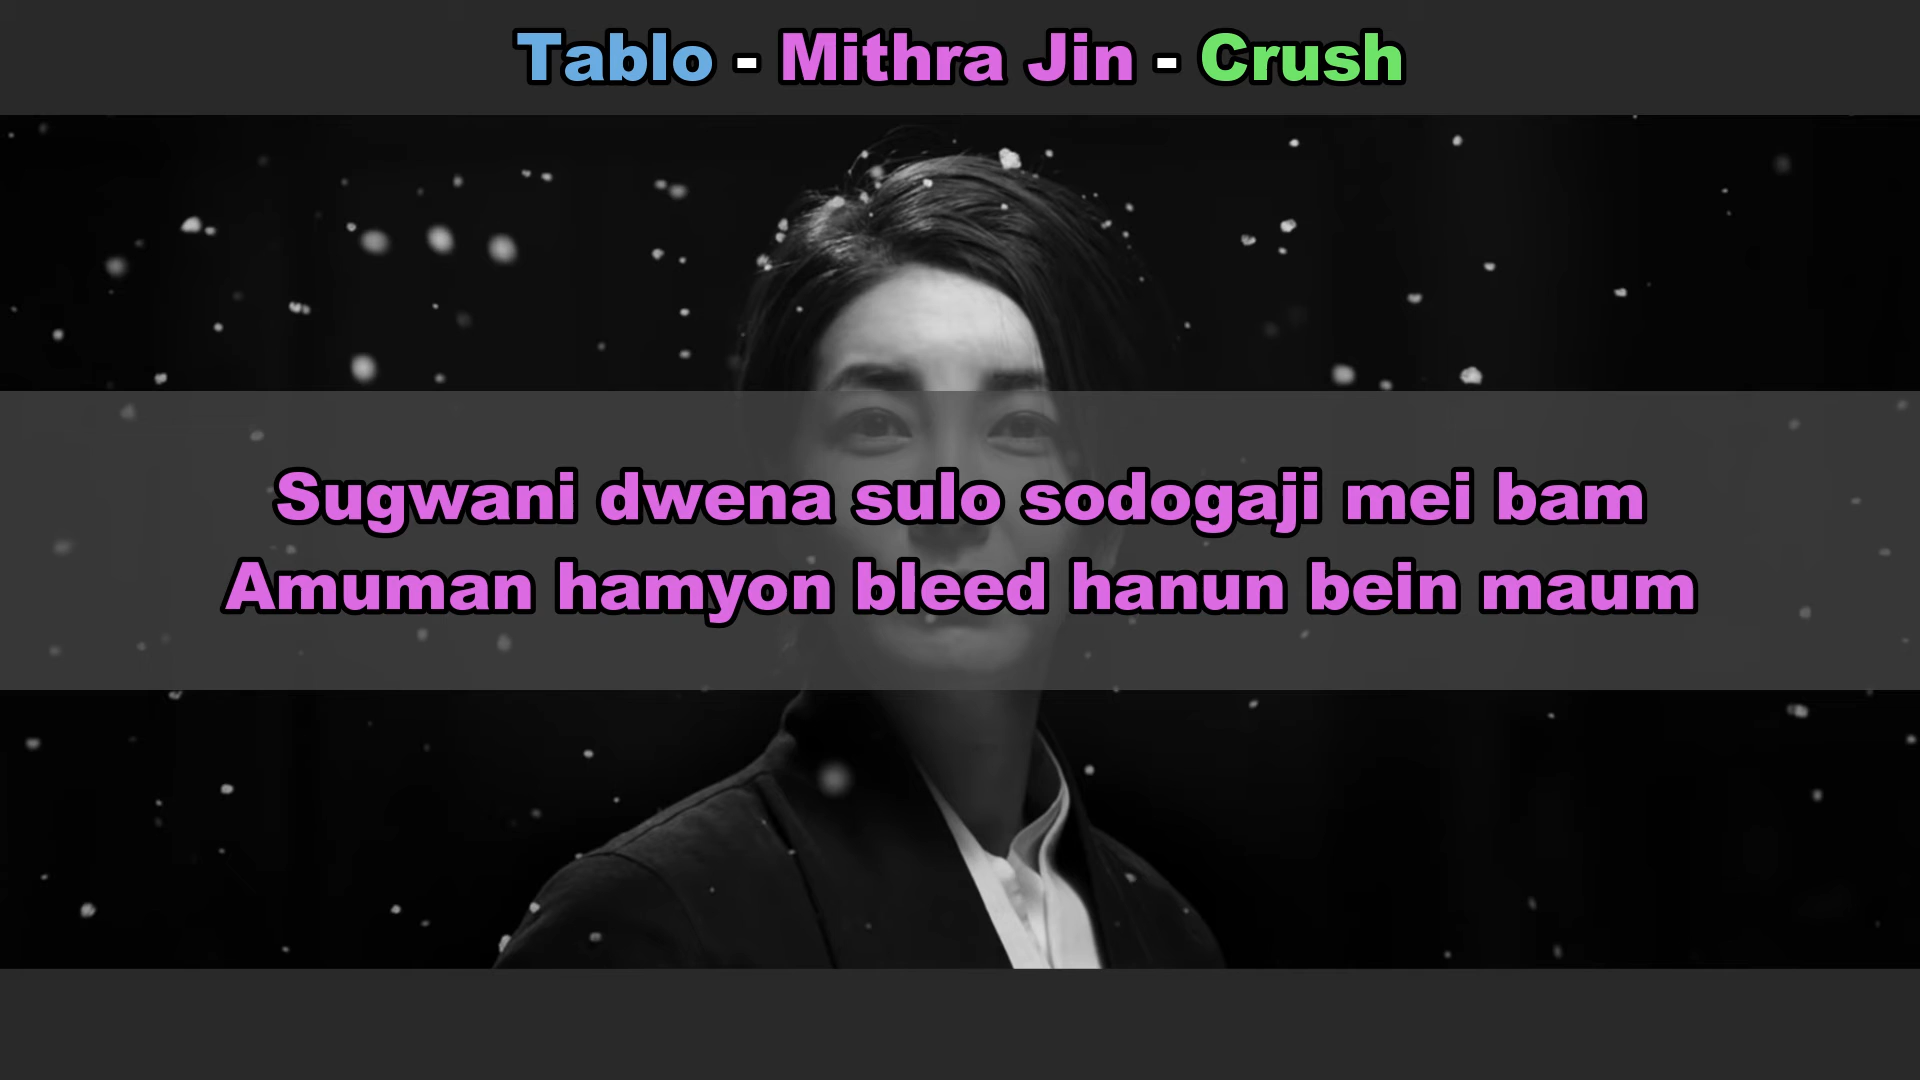 Tablo - Mithra Jin - Crush
Sugwani dwena sulo sodogaji mei bam
Amuman hamyon bleed hanun bein maum